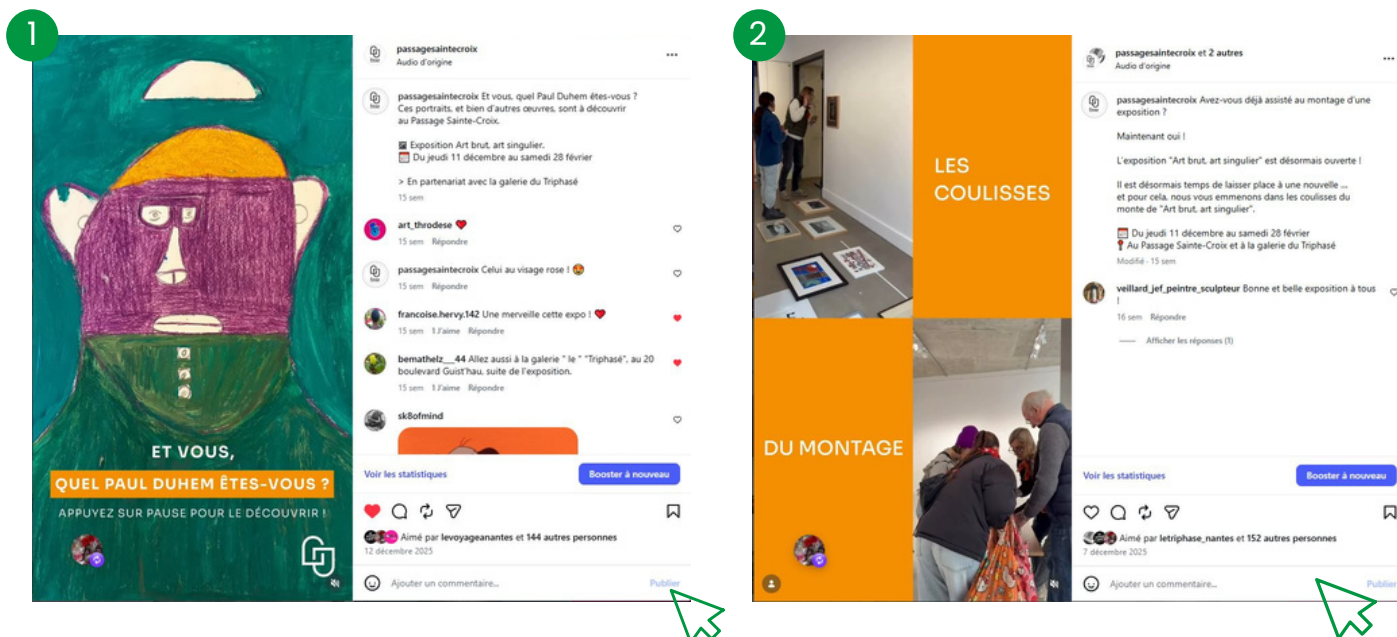 1
ET VOUS,
QUEL PAUL DUHEM ÊTES-VOUS ?
APPUYEZ SUR PAUSE POUR LE DÉCOUVRIR !
passagesaintecroix
Audio d'origine
passagesaintecroix Et vous, quel Paul Duhem êtes-vous ?
Ces portraits, et bien d'autres œuvres, sont à découvrir
au Passage Sainte-Croix.
Exposition Art brut, art singulier.
Du jeudi 11 décembre au samedi 28 février
> En partenariat avec la galerie du Triphasé
15 sem
art_throdese
15 sem Répondre
passagesaintecroix Celui au visage rose !
15 sem Répondre
francoise.hervy.142 Une merveille cette expo !
15 sem 1 J'aime Répondre
bernathelz__44 Allez aussi à la galerie " le " "Triphasé", au 20
boulevard Guist'hau, suite de l'exposition.
15 sem 1 J'aime Répondre
sk8ofmind
Voir les statistiques
Booster à nouveau
Aimé par levoyageanantes et 144 autres personnes
12 décembre 2025
Ajouter un commentaire...
Publier
2
LES
COULISSES
DU MONTAGE
passagesaintecroix et 2 autres
Audio d'origine
passagesaintecroix Avez-vous déjà assisté au montage d'une
exposition ?
Maintenant oui !
L'exposition "Art brut, art singulier" est désormais ouverte !
Il est désormais temps de laisser place à une nouvelle ...
et pour cela, nous vous emmenons dans les coulisses du
monte de "Art brut, art singulier".
Du jeudi 11 décembre au samedi 28 février
Au Passage Sainte-Croix et à la galerie du Triphasé
Modifié · 15 sem
veillard_jef_peintre_sculpteur Bonne et belle exposition à tous
!
16 sem Répondre
Afficher les réponses (1)
Voir les statistiques
Booster à nouveau
Aimé par letriphase_nantes et 152 autres personnes
7 décembre 2025
Ajouter un commentaire...
Publier